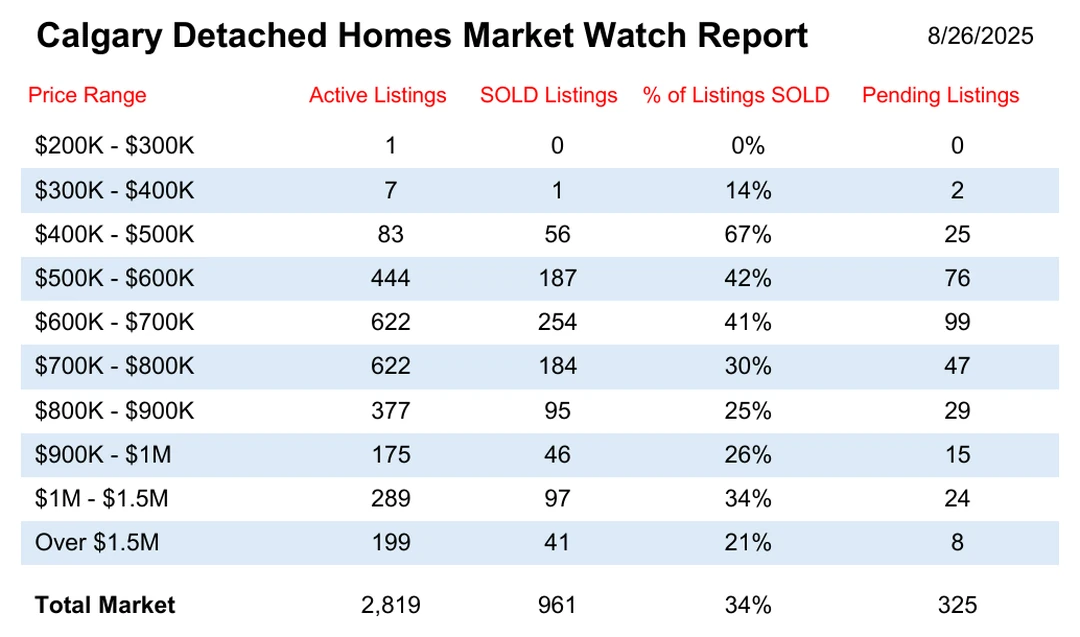 Calgary Detached Homes Market Watch Report 8/26/2025
Price Range Active Listings SOLD Listings % of Listings SOLD Pending Listings
$200K - $300K 1 0 0% 0
$300K - $400K 7 1 14% 2
$400K - $500K 83 56 67% 25
$500K - $600K 444 187 42% 76
$600K - $700K 622 254 41% 99
$700K - $800K 622 184 30% 47
$800K - $900K 377 95 25% 29
$900K - $1M 175 46 26% 15
$1M - $1.5M 289 97 34% 24
Over $1.5M 199 41 21% 8
Total Market 2,819 961 34% 325